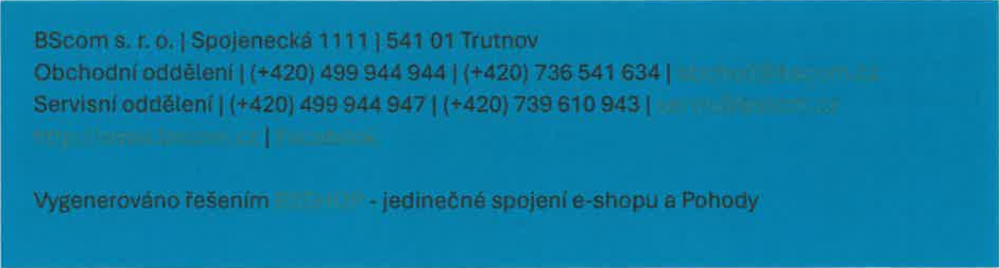 BScom s. r. o. | Spojenecká 1111 | 541 01 Trutnov
Obchodní oddělení | (+420) 499 944 944 | (+420) 736 541 634 | obchod@bscom.cz
Servisní oddělení | (+420) 499 944 947 | (+420) 739 610 943 | servis@bscom.cz
http://www.bscom.cz | Facebook
Vygenerováno řešením - jedinečné spojení e-shopu a Pohody